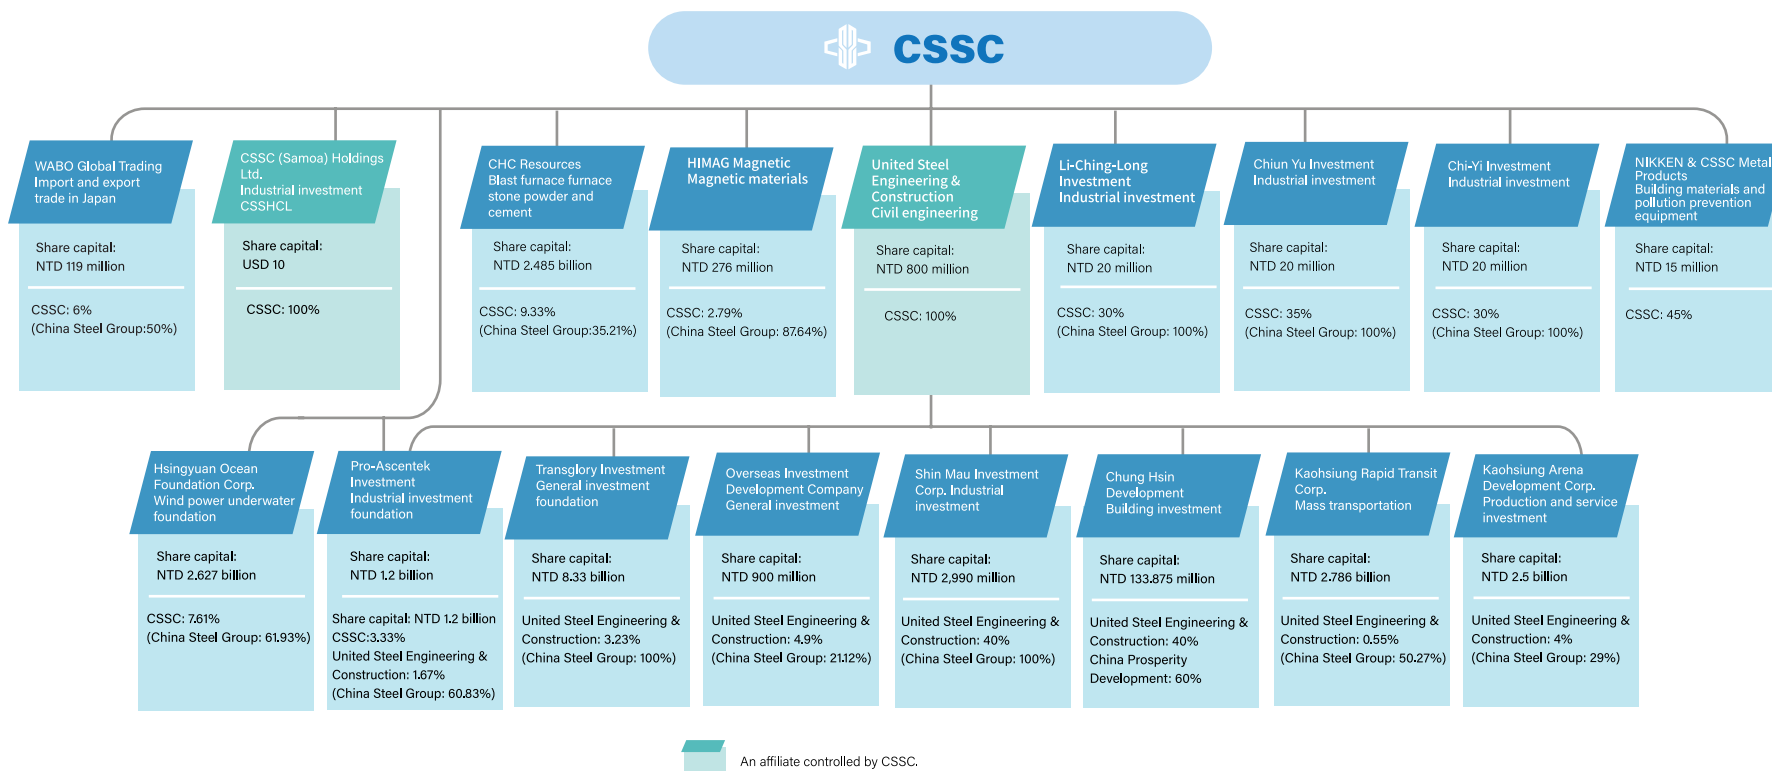 CSSC
WABO Global Trading
Import and export
trade in Japan
Share capital:
NTD 119 million
CSSC: 6%
(China Steel Group:50%)
CSSC (Samoa) Holdings
Ltd.
Industrial investment
CSSHCL
Share capital:
USD 10
CSSC: 100%
CHC Resources
Blast furnace furnace
stone powder and
cement
Share capital:
NTD 2.485 billion
CSSC: 9.33%
(China Steel Group:35.21%)
HIMAG Magnetic
Magnetic materials
Share capital:
NTD 276 million
CSSC: 2.79%
(China Steel Group: 87.64%)
United Steel
Engineering &
Construction
Civil engineering
Share capital:
NTD 800 million
CSSC: 100%
Li-Ching-Long
Investment
Industrial investment
Share capital:
NTD 20 million
CSSC: 30%
(China Steel Group: 100%)
Chiun Yu Investment
Industrial investment
Share capital:
NTD 20 million
CSSC: 35%
(China Steel Group: 100%)
Chi-Yi Investment
Industrial investment
Share capital:
NTD 20 million
CSSC: 30%
(China Steel Group: 100%)
NIKKEN & CSSC Metal
Products
Building materials and
pollution prevention
equipment
Share capital:
NTD 15 million
CSSC: 45%
Hsingyuan Ocean
Foundation Corp.
Wind power underwater
foundation
Share capital:
NTD 2.627 billion
CSSC: 7.61%
(China Steel Group: 61.93%)
Pro-Ascentek
Investment
Industrial investment
foundation
Share capital:
NTD 1.2 billion
Share capital: NTD 1.2 billion
CSSC:3.33%
United Steel Engineering &
Construction: 1.67%
(China Steel Group: 60.83%)
Transglory Investment
General investment
foundation
Share capital:
NTD 8.33 billion
United Steel Engineering &
Construction: 3.23%
(China Steel Group: 100%)
Overseas Investment
Development Company
General investment
Share capital:
NTD 900 million
United Steel Engineering &
Construction: 4.9%
(China Steel Group: 21.12%)
Shin Mau Investment
Corp. Industrial
investment
Share capital:
NTD 2,990 million
United Steel Engineering &
Construction: 40%
(China Steel Group: 100%)
Chung Hsin
Development
Building investment
Share capital:
NTD 133.875 million
United Steel Engineering &
Construction: 40%
China Prosperity
Development: 60%
Kaohsiung Rapid Transit
Corp.
Mass transportation
Share capital:
NTD 2.786 billion
United Steel Engineering &
Construction: 0.55%
(China Steel Group: 50.27%)
Kaohsiung Arena
Development Corp.
Production and service
investment
Share capital:
NTD 2.5 billion
United Steel Engineering &
Construction: 4%
(China Steel Group: 29%)
An affiliate controlled by CSSC.